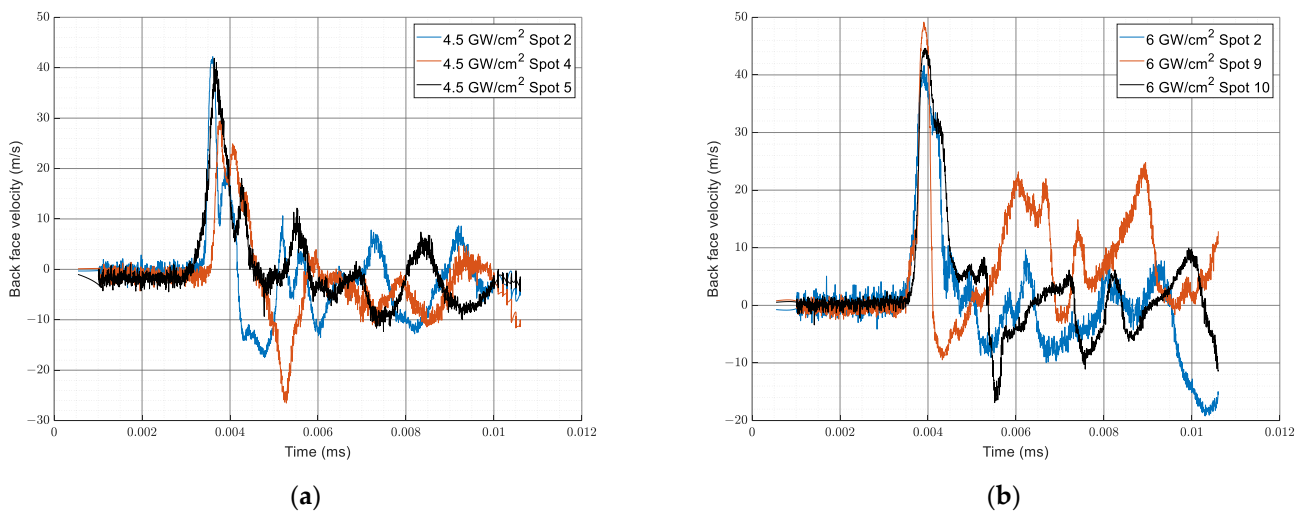 50
40
30
20
10
0
−10
−20
−30
0
0.002
0.004
0.006
0.008
0.01
0.012
Back face velocity (m/s)
Time (ms)
4.5 GW/cm² Spot 2
4.5 GW/cm² Spot 4
4.5 GW/cm² Spot 5
(a)
50
40
30
20
10
0
−10
−20
0
0.002
0.004
0.006
0.008
0.01
0.012
Back face velocity (m/s)
Time (ms)
6 GW/cm² Spot 2
6 GW/cm² Spot 9
6 GW/cm² Spot 10
(b)